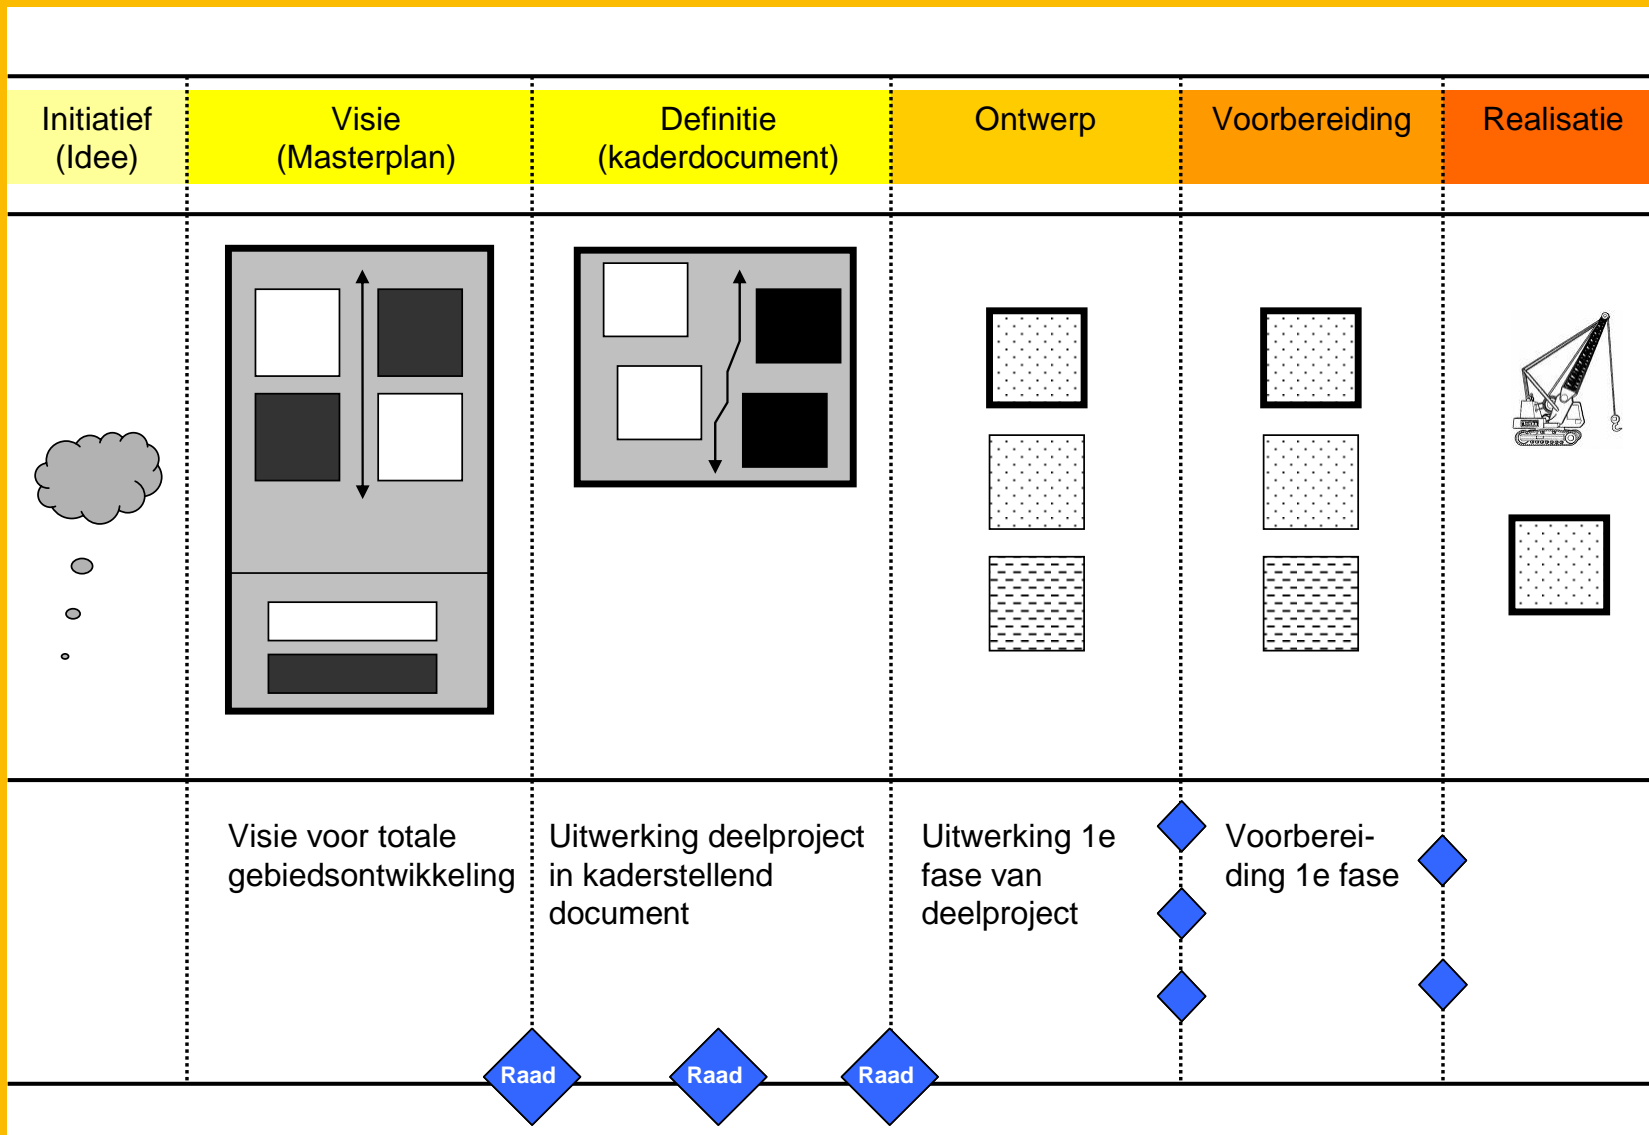 Initiatief
(Idee)
Visie
(Masterplan)
Definitie
(kaderdocument)
Ontwerp
Voorbereiding
Realisatie
Visie voor totale
gebiedsontwikkeling
Uitwerking deelproject
in kaderstellend
document
Uitwerking 1e
fase van
deelproject
Voorberei-
ding 1e fase
Raad
Raad
Raad